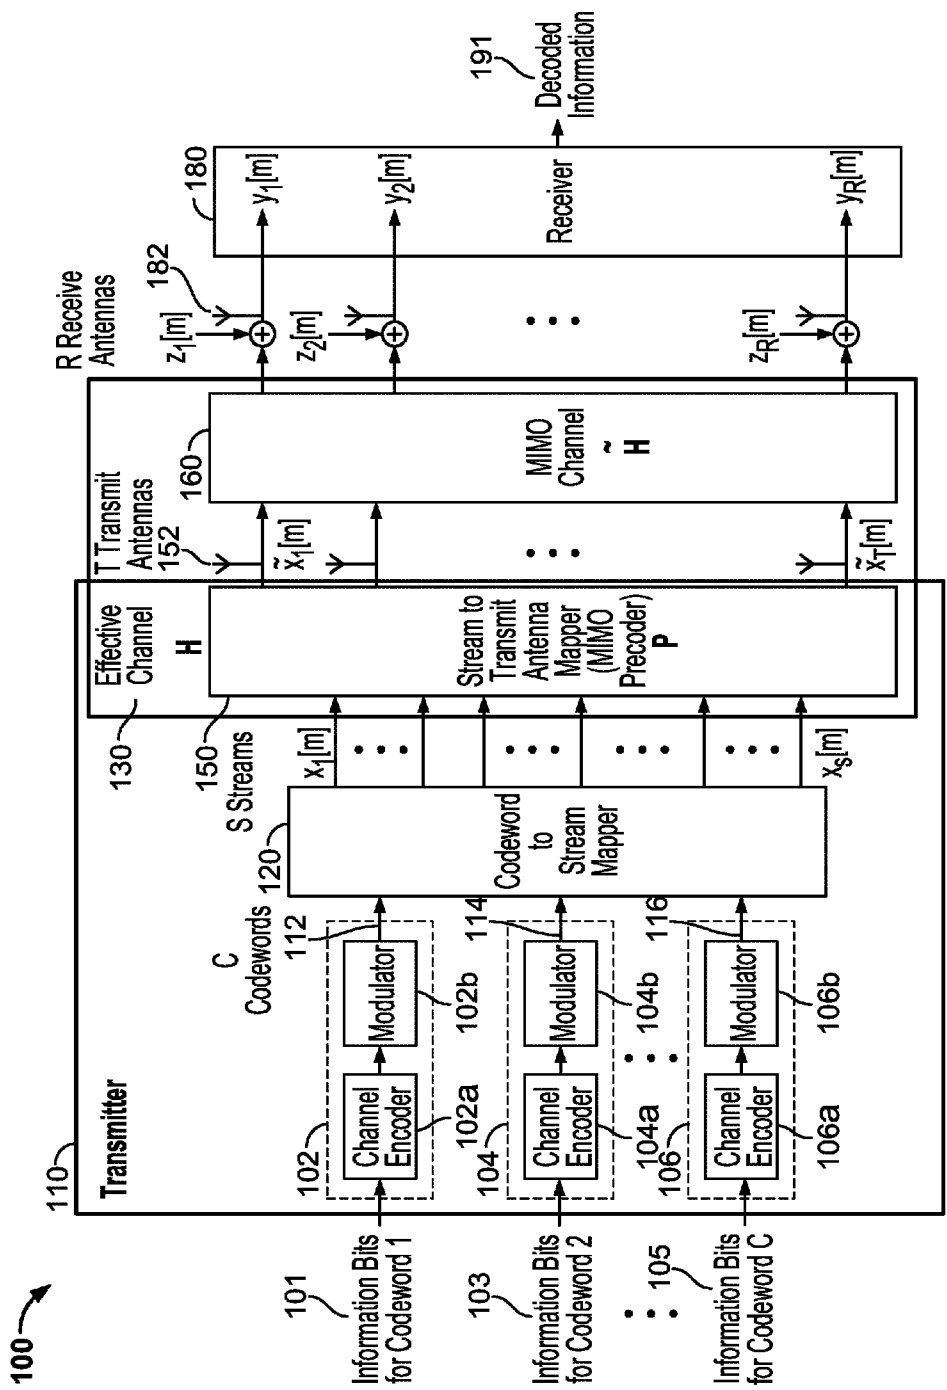 100
110
Transmitter
101
Information Bits
for Codeword 1
103
Information Bits
for Codeword 2
105
Information Bits
for Codeword C
102
Channel
Encoder
102a
Modulator
102b
104
Channel
Encoder
104a
Modulator
104b
106
Channel
Encoder
106a
Modulator
106b
C
Codewords
112
114
116
120
Codeword
to
Stream
Mapper
S Streams
x1[m]
xs[m]
130
Effective
Channel
H
150
Stream to
Transmit
Antenna
Mapper
(MIMO
Precoder)
P
T Transmit
Antennas
152
x̃1[m]
x̃T[m]
160
MIMO
Channel
H̃
R Receive
Antennas
182
z1[m]
z2[m]
zR[m]
180
y1[m]
y2[m]
yR[m]
Receiver
191
Decoded
Information